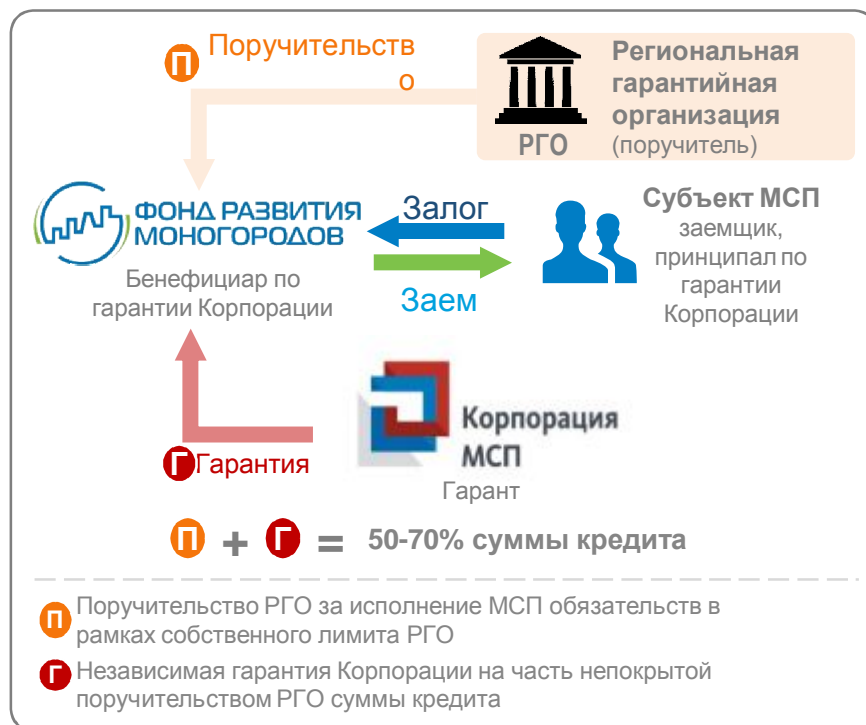 П Поручительств
о
Региональная
гарантийная
организация
(поручитель)
РГО
ФОНД РАЗВИТИЯ
МОНОГОРОДОВ
Бенефициар по
гарантии Корпорации
Залог
Заем
Субъект МСП
заемщик,
принципал по
гарантии
Корпорации
Корпорация
МСП
Гарант
Г Гарантия
П + Г = 50-70% суммы кредита
П Поручительство РГО за исполнение МСП обязательств в
рамках собственного лимита РГО
Г Независимая гарантия Корпорации на часть непокрытой
поручительством РГО суммы кредита